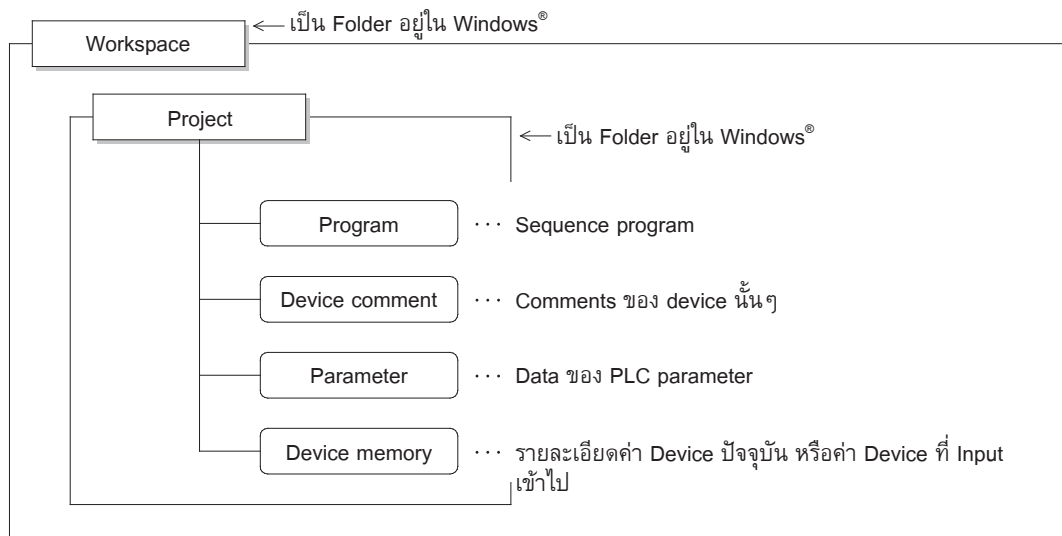 ← เป็น Folder อยู่ใน Windows®
Workspace
Project
← เป็น Folder อยู่ใน Windows®
Program ··· Sequence program
Device comment ··· Comments ของ device นั้นๆ
Parameter ··· Data ของ PLC parameter
Device memory ··· รายละเอียดค่า Device ปัจจุบัน หรือค่า Device ที่ Input
เข้าไป